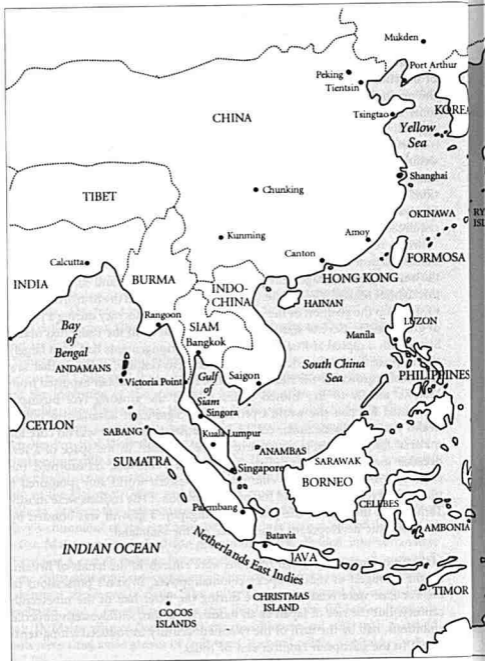 Mukden
Port Arthur
Peking
Tientsin
KORE
Tsingtao
CHINA
Yellow
Sea
Shanghai
Chunking
TIBET
OKINAWA
RY
ISL
Kunming
Amoy
Canton
FORMOSA
Calcutta
HONG KONG
INDIA
BURMA
INDO-
CHINA
HAINAN
Rangoon
SIAM
LUZON
Bay
of
Bengal
Bangkok
Manila
ANDAMANS
South China
Sea
PHILIPPINES
Victoria Point
Gulf
of
Siam
Saigon
Singora
CEYLON
SABANG
Kuala Lumpur
ANAMBAS
SUMATRA
Singapore
SARAWAK
BORNEO
CELEBES
Palembang
AMBONIA
Batavia
INDIAN OCEAN
Netherlands East Indies
JAVA
TIMOR
CHRISTMAS
ISLAND
COCOS
ISLANDS